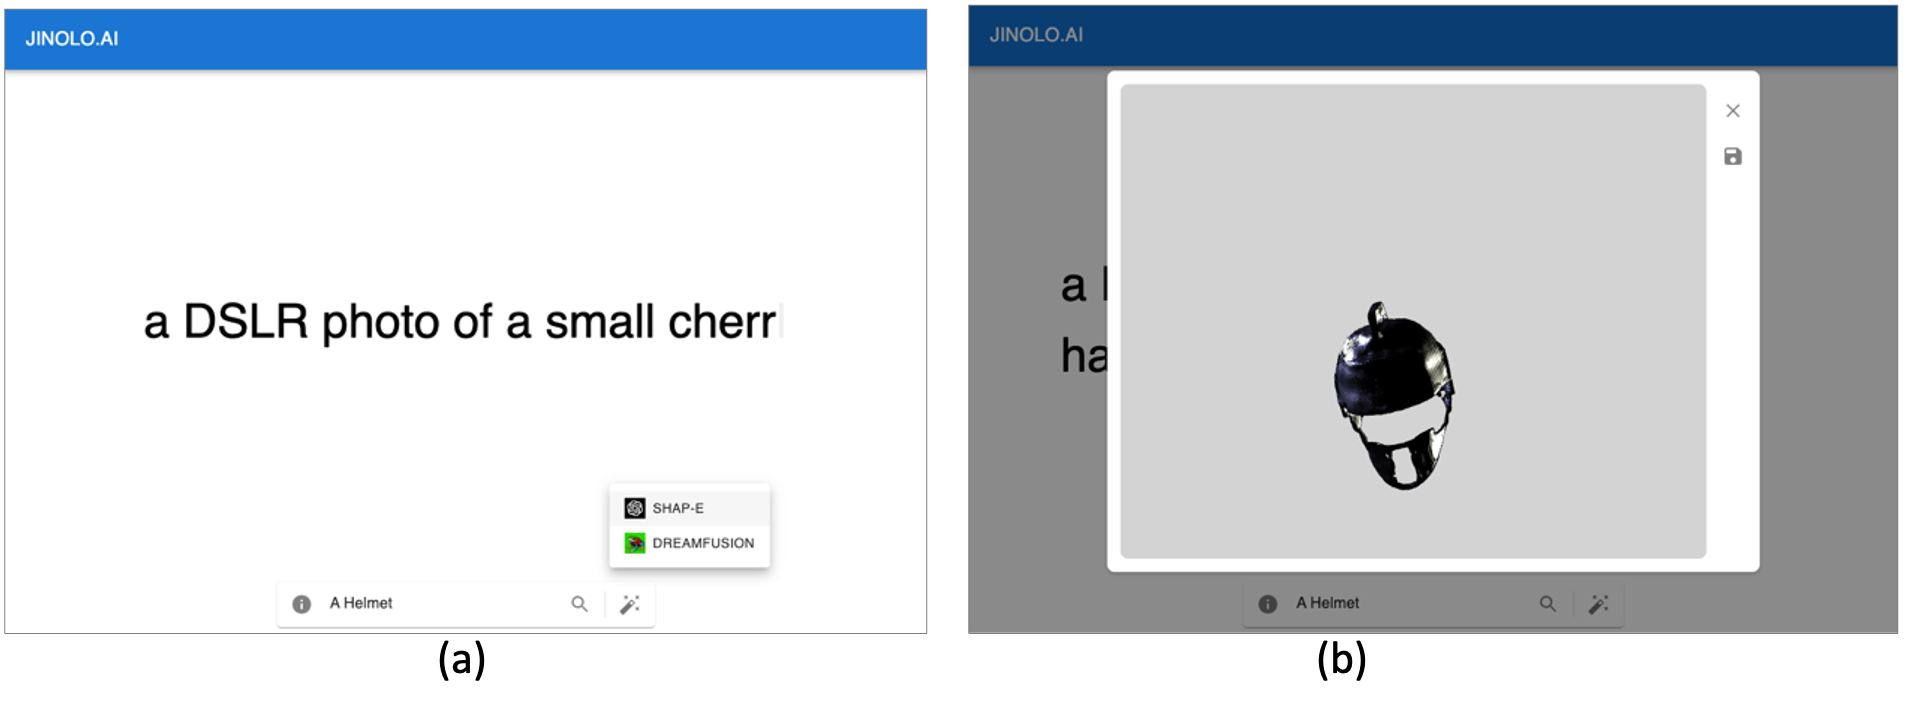 JINOLO.AI
a DSLR photo of a small cherr
SHAP-E
DREAMFUSION
A Helmet
(a)
JINOLO.AI
a
ha
A Helmet
(b)